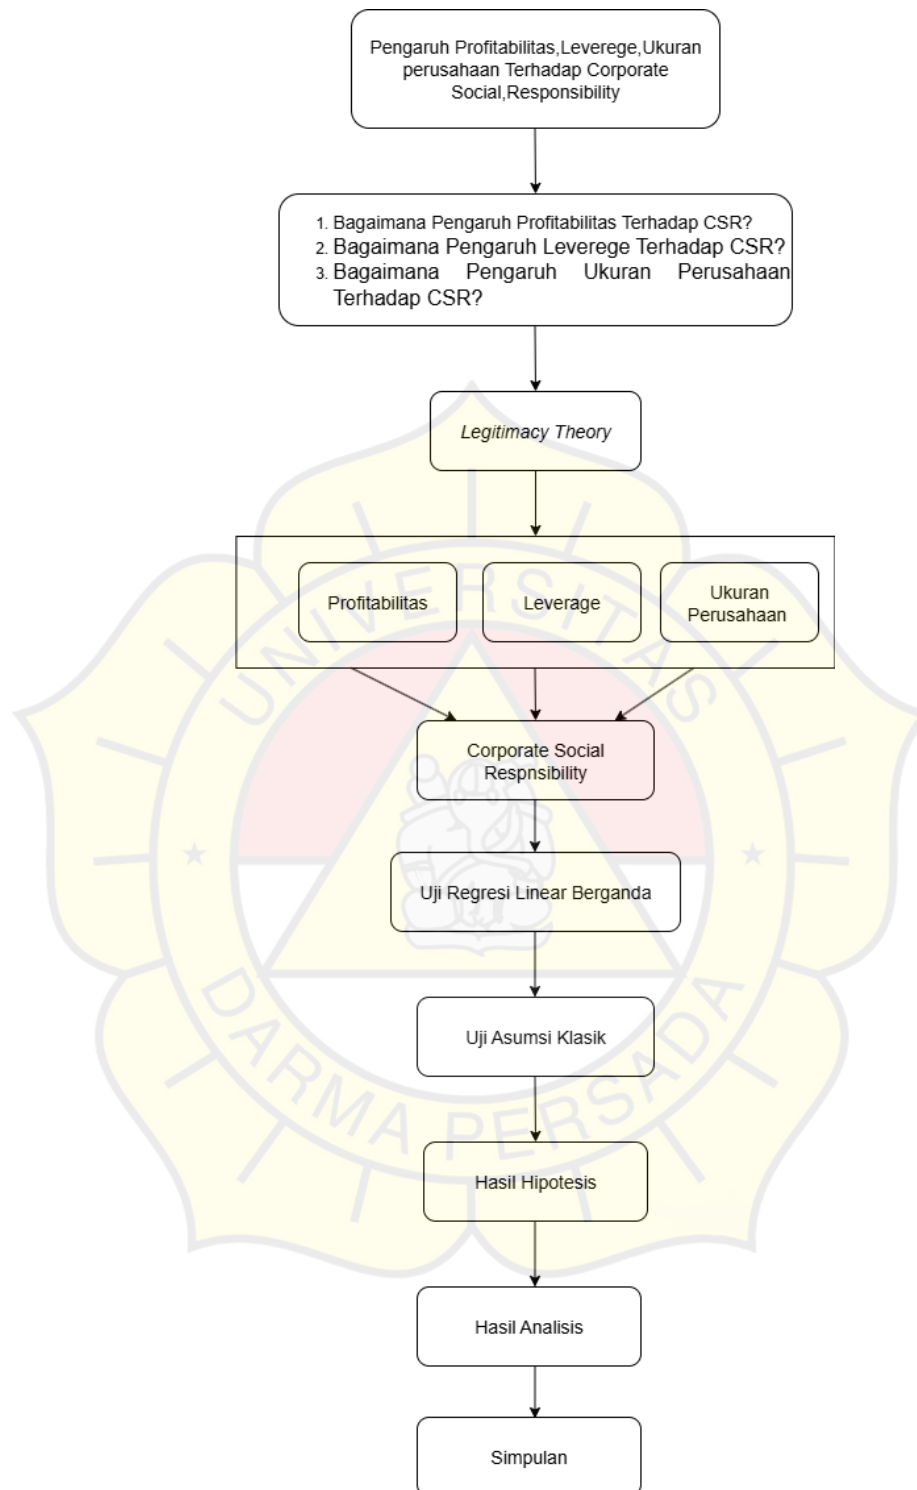 Pengaruh Profitabilitas,Leverege,Ukuran
perusahaan Terhadap Corporate
Social,Responsibility
1. Bagaimana Pengaruh Profitabilitas Terhadap CSR?
2. Bagaimana Pengaruh Leverege Terhadap CSR?
3. Bagaimana Pengaruh Ukuran Perusahaan
Terhadap CSR?
Legitimacy Theory
Profitabilitas
Leverage
Ukuran
Perusahaan
UNIVERSITAS
Corporate Social
Respnsibility
Uji Regresi Linear Berganda
Uji Asumsi Klasik
DARMA PERSADA
Hasil Hipotesis
Hasil Analisis
Simpulan